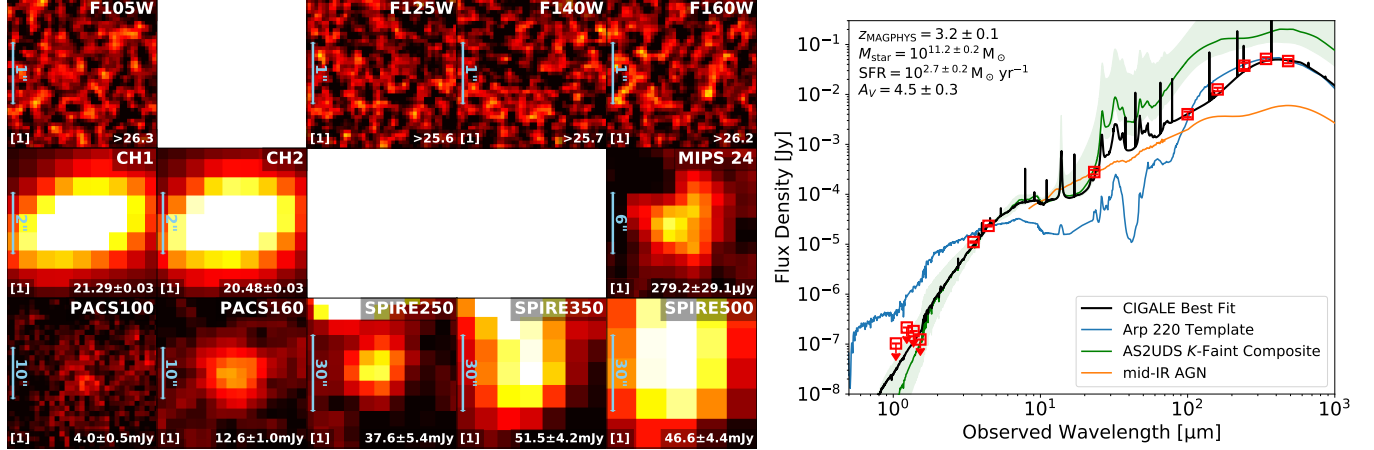 F105W
F125W
F140W
F160W
1"
1"
1"
1"
[1]
>26.3
[1]
>25.6
[1]
>25.7
[1]
>26.2
CH1
CH2
MIPS 24
2"
2"
6"
[1]
21.29±0.03
[1]
20.48±0.03
[1]
279.2±29.1μJy
PACS100
PACS160
SPIRE250
SPIRE350
SPIRE500
10"
10"
30"
30"
30"
[1]
4.0±0.5mJy
[1]
12.6±1.0mJy
[1]
37.6±5.4mJy
[1]
51.5±4.2mJy
[1]
46.6±4.4mJy
z_MAGPHYS = 3.2 ± 0.1
M_star = 10^{11.2 ± 0.2} M_⊙
SFR = 10^{2.7 ± 0.2} M_⊙ yr^{−1}
A_V = 4.5 ± 0.3
Flux Density [Jy]
10^{−1}
10^{−2}
10^{−3}
10^{−4}
10^{−5}
10^{−6}
10^{−7}
10^{−8}
CIGALE Best Fit
Arp 220 Template
AS2UDS K-Faint Composite
mid-IR AGN
10^0
10^1
10^2
10^3
Observed Wavelength [μm]